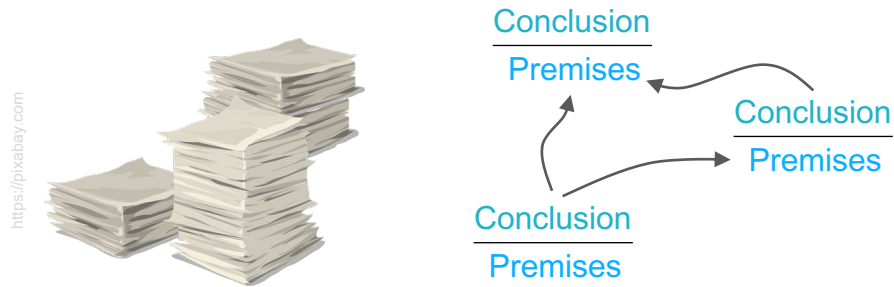 https://pixabay.com
Conclusion
Premises
Conclusion
Premises
Conclusion
Premises